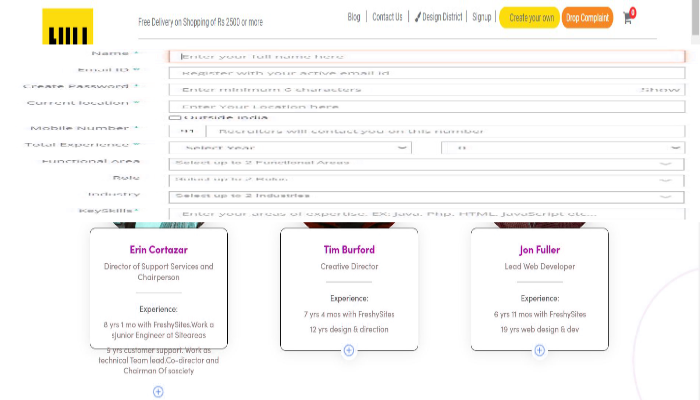 Free Delivery on Shopping of Rs 2500 or more
Blog
Contact Us
Design District
Signup
Create your own
Drop Complaint
8
Name *
Enter your full name here
Email ID *
Register with your active email id
Create Password *
Enter minimum 6 characters
Show
Current location *
Enter Your Location here
Outside India
Mobile Number *
91
Recruiters will contact you on this number
Total Experience *
Select Year
0
Functional Area
Select up to 2 Functional Areas
Role
Select up to 2 Roles
Industry
Select up to 2 Industries
KeySkills*
Enter your areas of expertise, EX: Java, Php, HTML, JavaScript etc...
Erin Cortazar
Director of Support Services and
Chairperson
Experience:
8 yrs 1 mo with FreshySites.Work a
sjunior Engineer at Siteareas
5 yrs customer support. Work as
technical Team lead.Co-director and
Chairman Of sosciety
Tim Burford
Creative Director
Experience:
7 yrs 4 mos with FreshySites
12 yrs design & direction
Jon Fuller
Lead Web Developer
Experience:
6 yrs 11 mos with FreshySites
19 yrs web design & dev